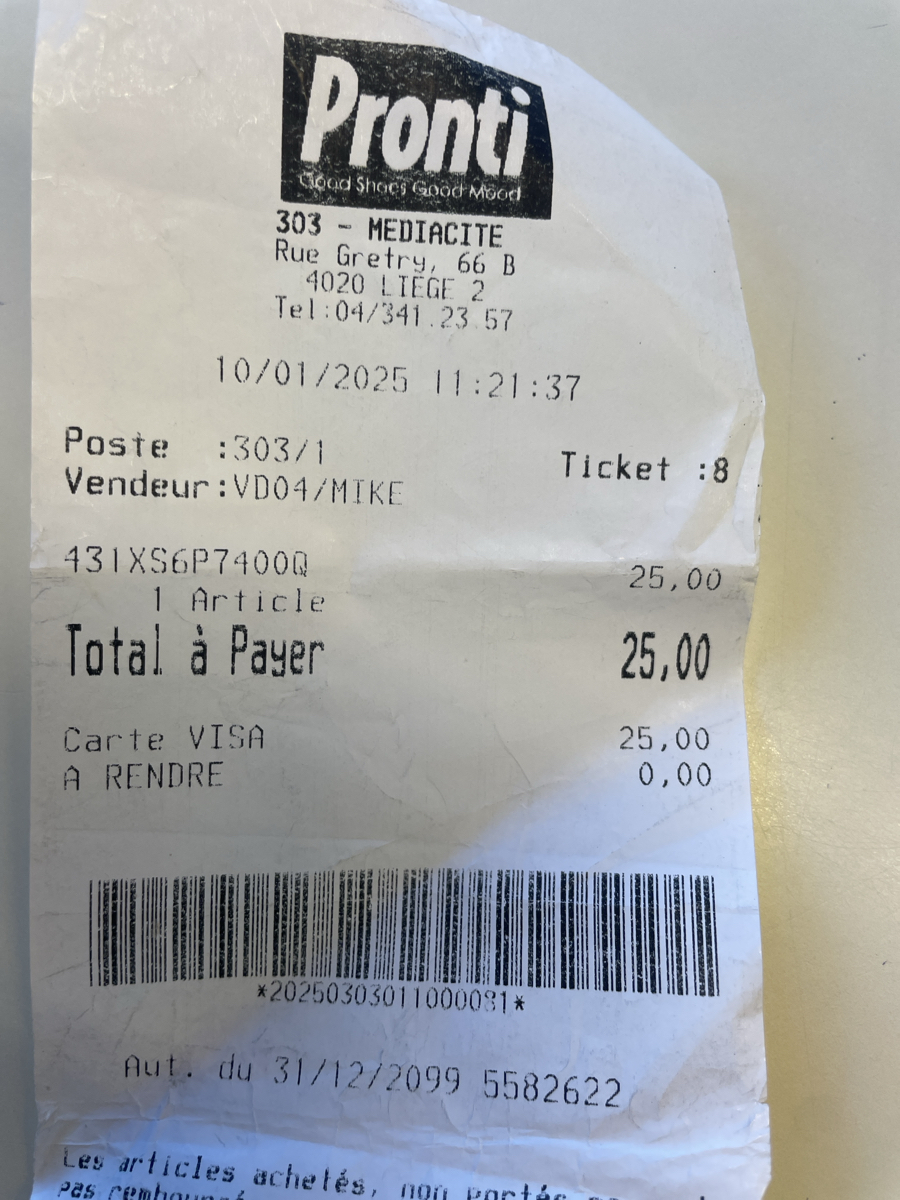 Pronti
Good Shoes Good Mood
303 - MEDIACITE
Rue Gretry, 66 B
4020 LIEGE 2
Tel:04/341.23.57
10/01/2025 11:21:37
Poste :303/1
Ticket :8
Vendeur:VD04/MIKE
431XS6P7400Q
25,00
1 Article
Total à Payer 25,00
Carte VISA 25,00
A RENDRE 0,00
*20250303011000081*
Aut. du 31/12/2099 5582622
Les articles achetés, non portés
pas remboursé